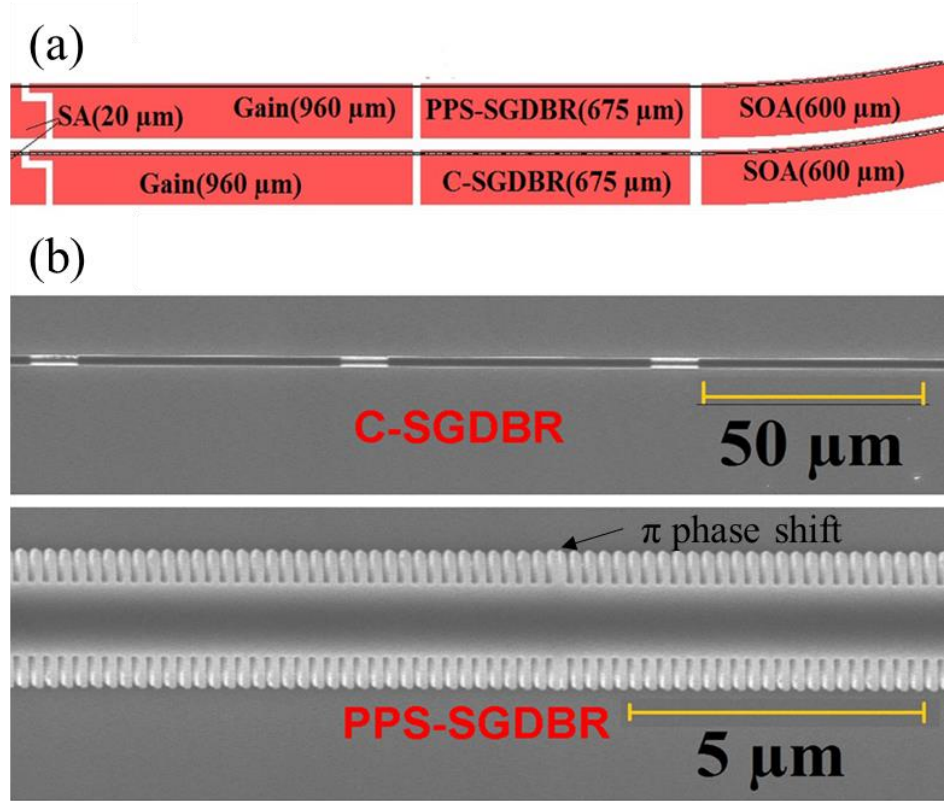 (a)
SA(20 μm)
Gain(960 μm)
PPS-SGDBR(675 μm)
SOA(600 μm)
Gain(960 μm)
C-SGDBR(675 μm)
SOA(600 μm)
(b)
C-SGDBR
50 μm
π phase shift
PPS-SGDBR
5 μm